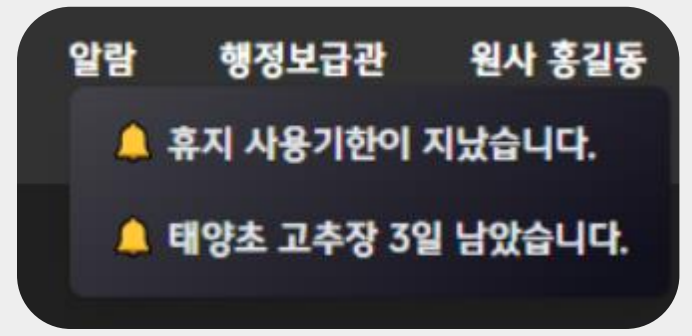 알람 행정보급관 원사 홍길동
🔔 휴지 사용기한이 지났습니다.
🔔 태양초 고추장 3일 남았습니다.